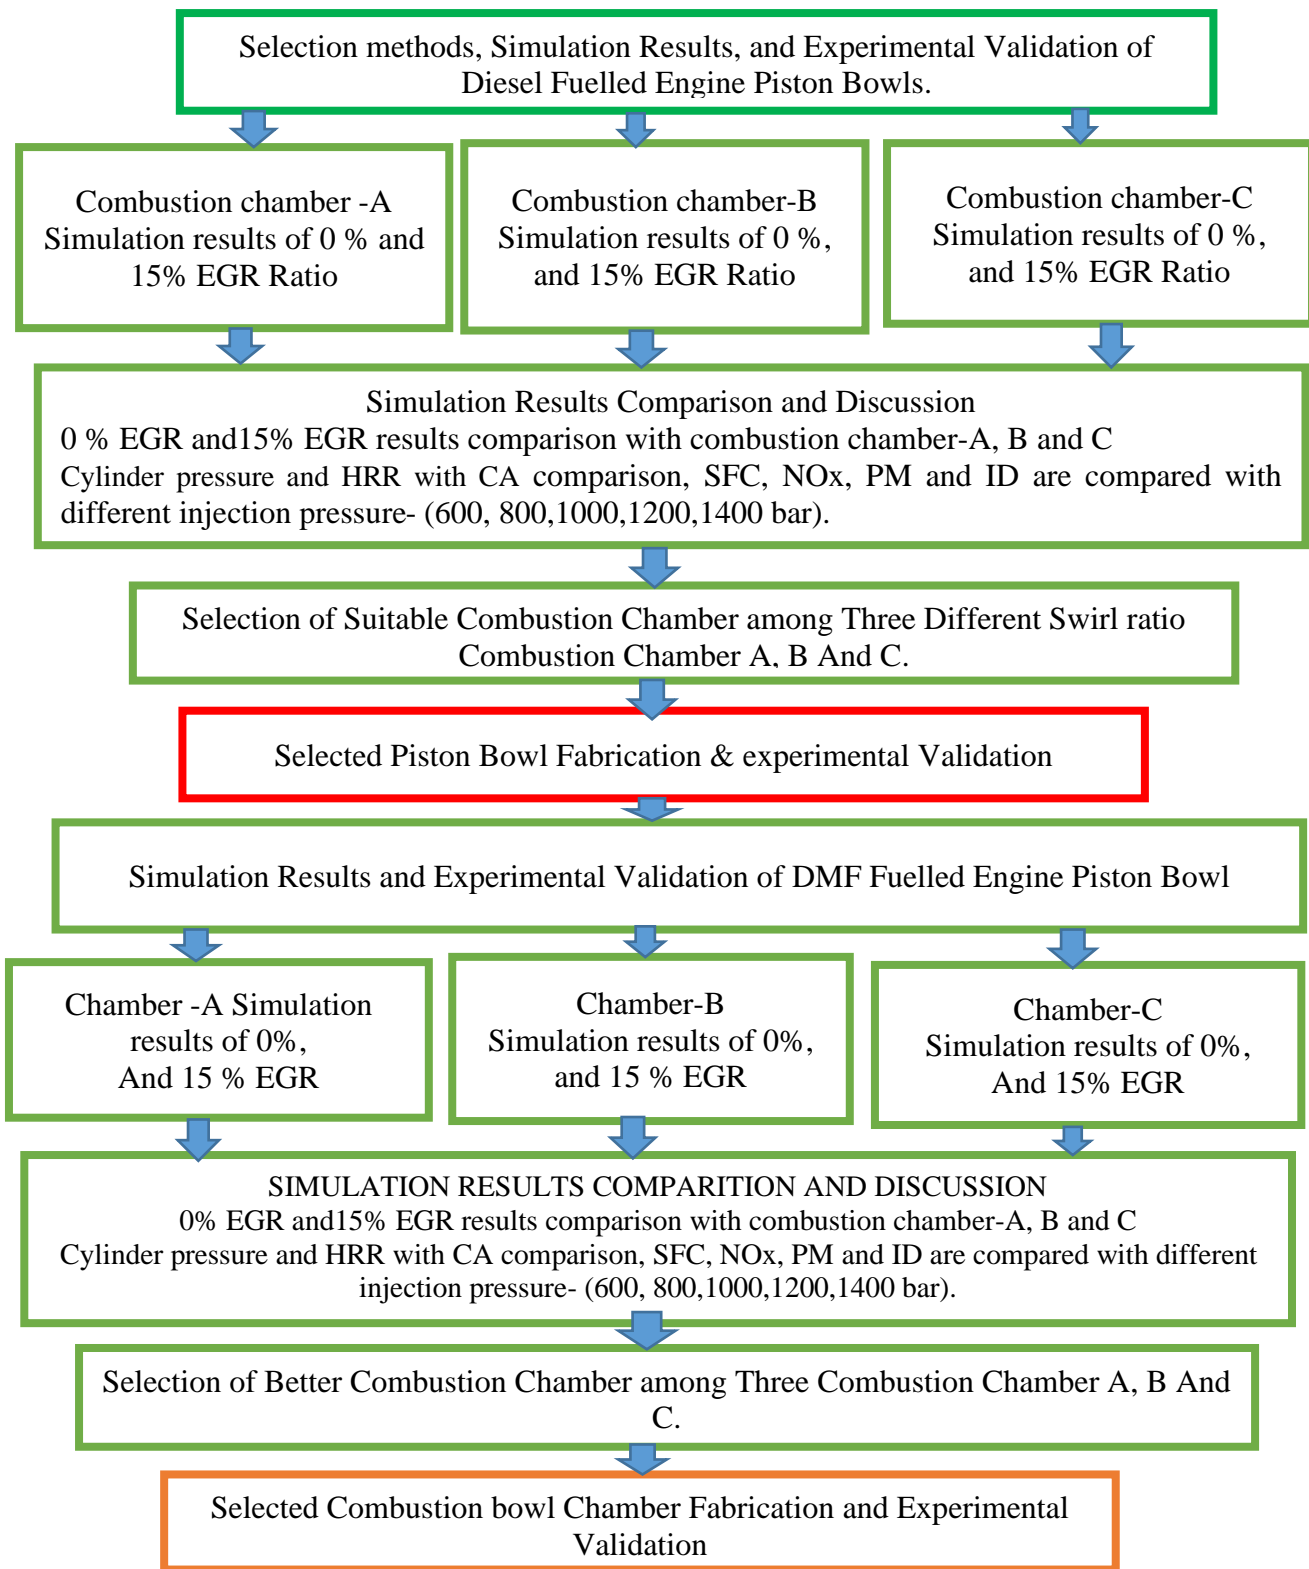 Selection methods, Simulation Results, and Experimental Validation of
Diesel Fuelled Engine Piston Bowls.
Combustion chamber -A
Simulation results of 0 % and
15% EGR Ratio
Combustion chamber-B
Simulation results of 0 %,
and 15% EGR Ratio
Combustion chamber-C
Simulation results of 0 %,
and 15% EGR Ratio
Simulation Results Comparison and Discussion
0 % EGR and15% EGR results comparison with combustion chamber-A, B and C
Cylinder pressure and HRR with CA comparison, SFC, NOx, PM and ID are compared with
different injection pressure- (600, 800,1000,1200,1400 bar).
Selection of Suitable Combustion Chamber among Three Different Swirl ratio
Combustion Chamber A, B And C.
Selected Piston Bowl Fabrication & experimental Validation
Simulation Results and Experimental Validation of DMF Fuelled Engine Piston Bowl
Chamber -A Simulation
results of 0%,
And 15 % EGR
Chamber-B
Simulation results of 0%,
and 15 % EGR
Chamber-C
Simulation results of 0%,
And 15% EGR
SIMULATION RESULTS COMPARITION AND DISCUSSION
0% EGR and15% EGR results comparison with combustion chamber-A, B and C
Cylinder pressure and HRR with CA comparison, SFC, NOx, PM and ID are compared with different
injection pressure- (600, 800,1000,1200,1400 bar).
Selection of Better Combustion Chamber among Three Combustion Chamber A, B And
C.
Selected Combustion bowl Chamber Fabrication and Experimental
Validation